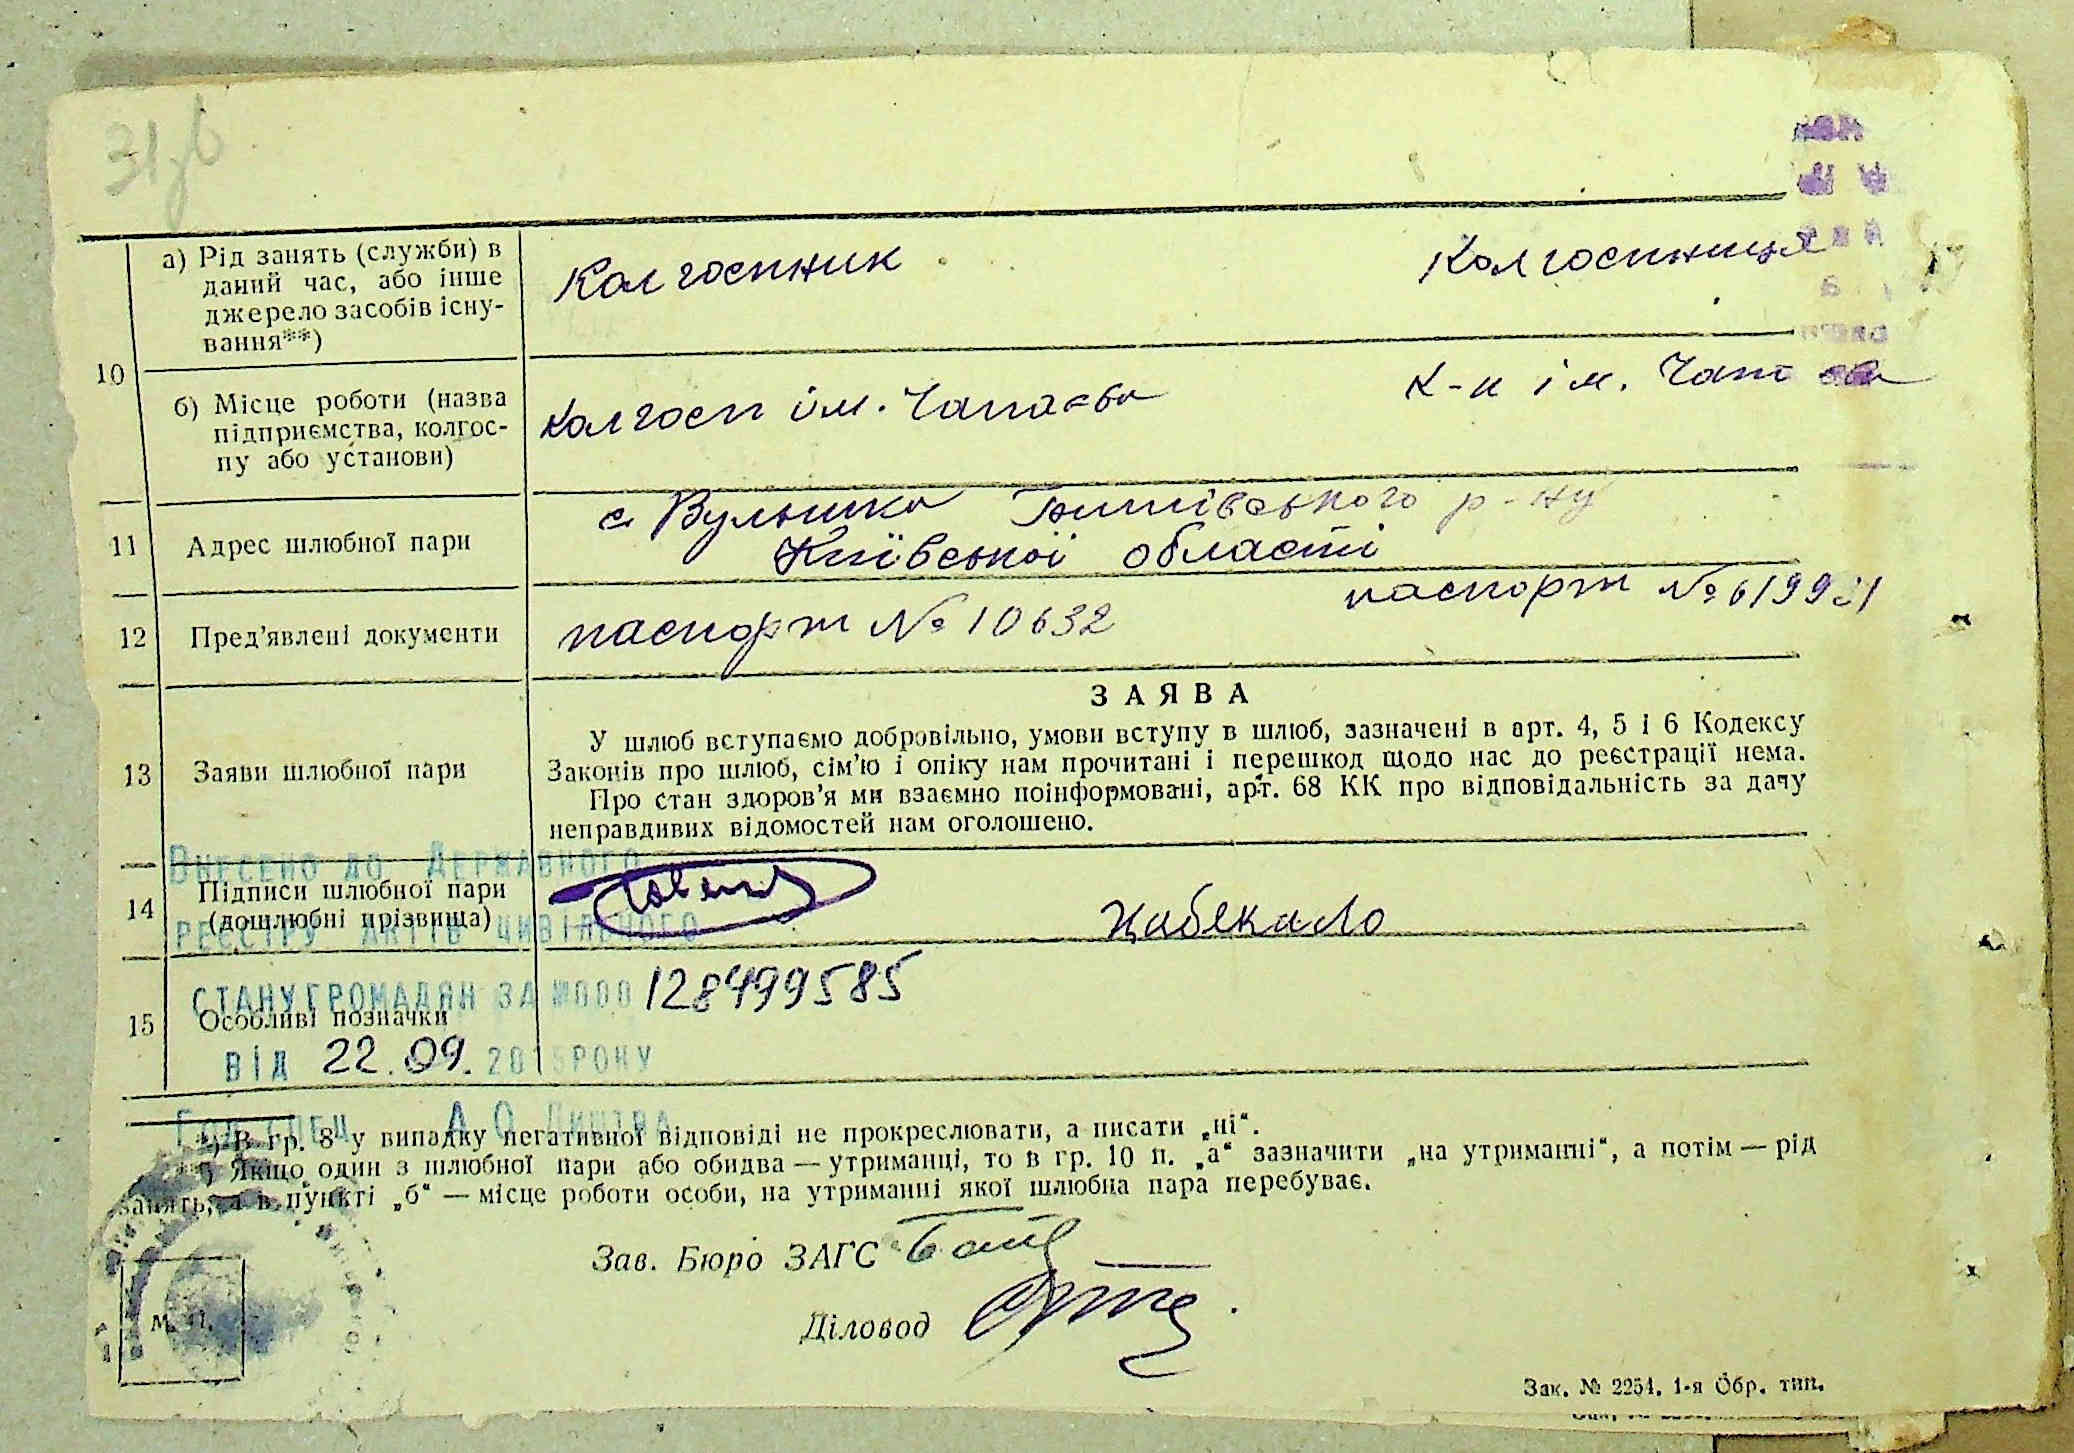 31зв
10
а) Рід занять (служби) в
даний час, або інше
джерело засобів існу-
вання**)
Колгоспник
Колгоспниця
б) Місце роботи (назва
підприємства, колгос-
пу або установи)
Колгосп ім. Чапаєва
к-п ім. Чапаєва
11
Адрес шлюбної пари
с.
р-ну
Київської області
12
Пред'явлені документи
паспорт № 10632
паспорт №
13
Заяви шлюбної пари
ЗАЯВА
У шлюб вступаємо добровільно, умови вступу в шлюб, зазначені в арт. 4, 5 і 6 Кодексу
Законів про шлюб, сім'ю і опіку нам прочитані і перешкод щодо нас до реєстрації нема.
Про стан здоров'я ми взаємно поінформовані, арт. 68 КК про відповідальність за дачу
неправдивих відомостей нам оголошено.
Внесено до Державного
14
Підписи шлюбної пари
(дошлюбні прізвища)
Цабекало
реєстру актів цивільного
стану громадян за №000 128499585
15
Особливі позначки
від 22.09.2015 року
Гол.спец А.О.
*) В гр. 8 у випадку негативної відповіді не прокреслювати, а писати „ні“.
*) Якщо один з шлюбної пари або обидва — утриманці, то в гр. 10 п. „а“ зазначити „на утриманні“, а потім — рід
занять, а в пункті „б“ — місце роботи особи, на утриманні якої шлюбна пара перебуває.
Зав. Бюро ЗАГС
М. П.
Діловод
Зак. № 2254. 1-я Обр. тип.